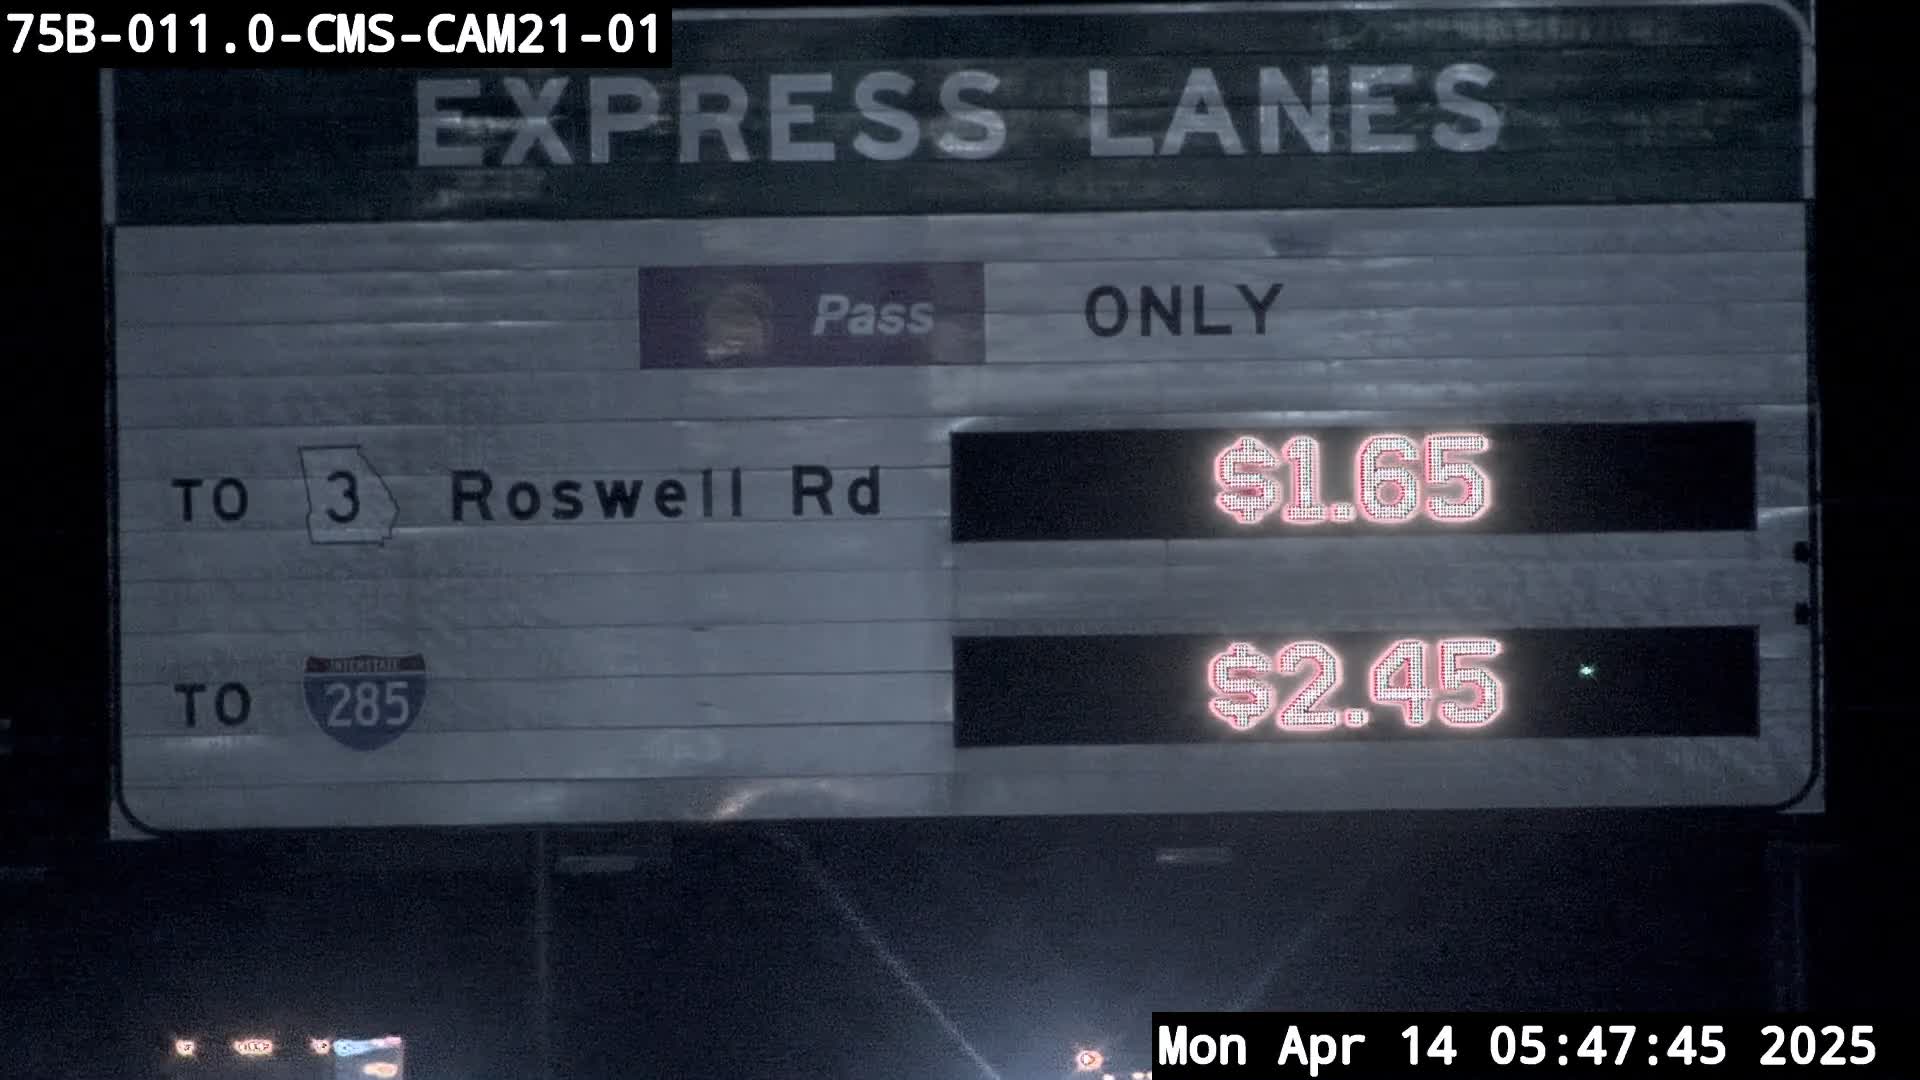 75B-011.0-CMS-CAM21-01
EXPRESS LANES
Pass ONLY
TO 3 Roswell Rd $1.65
TO INTERSTATE 285 $2.45
Mon Apr 14 05:47:45 2025